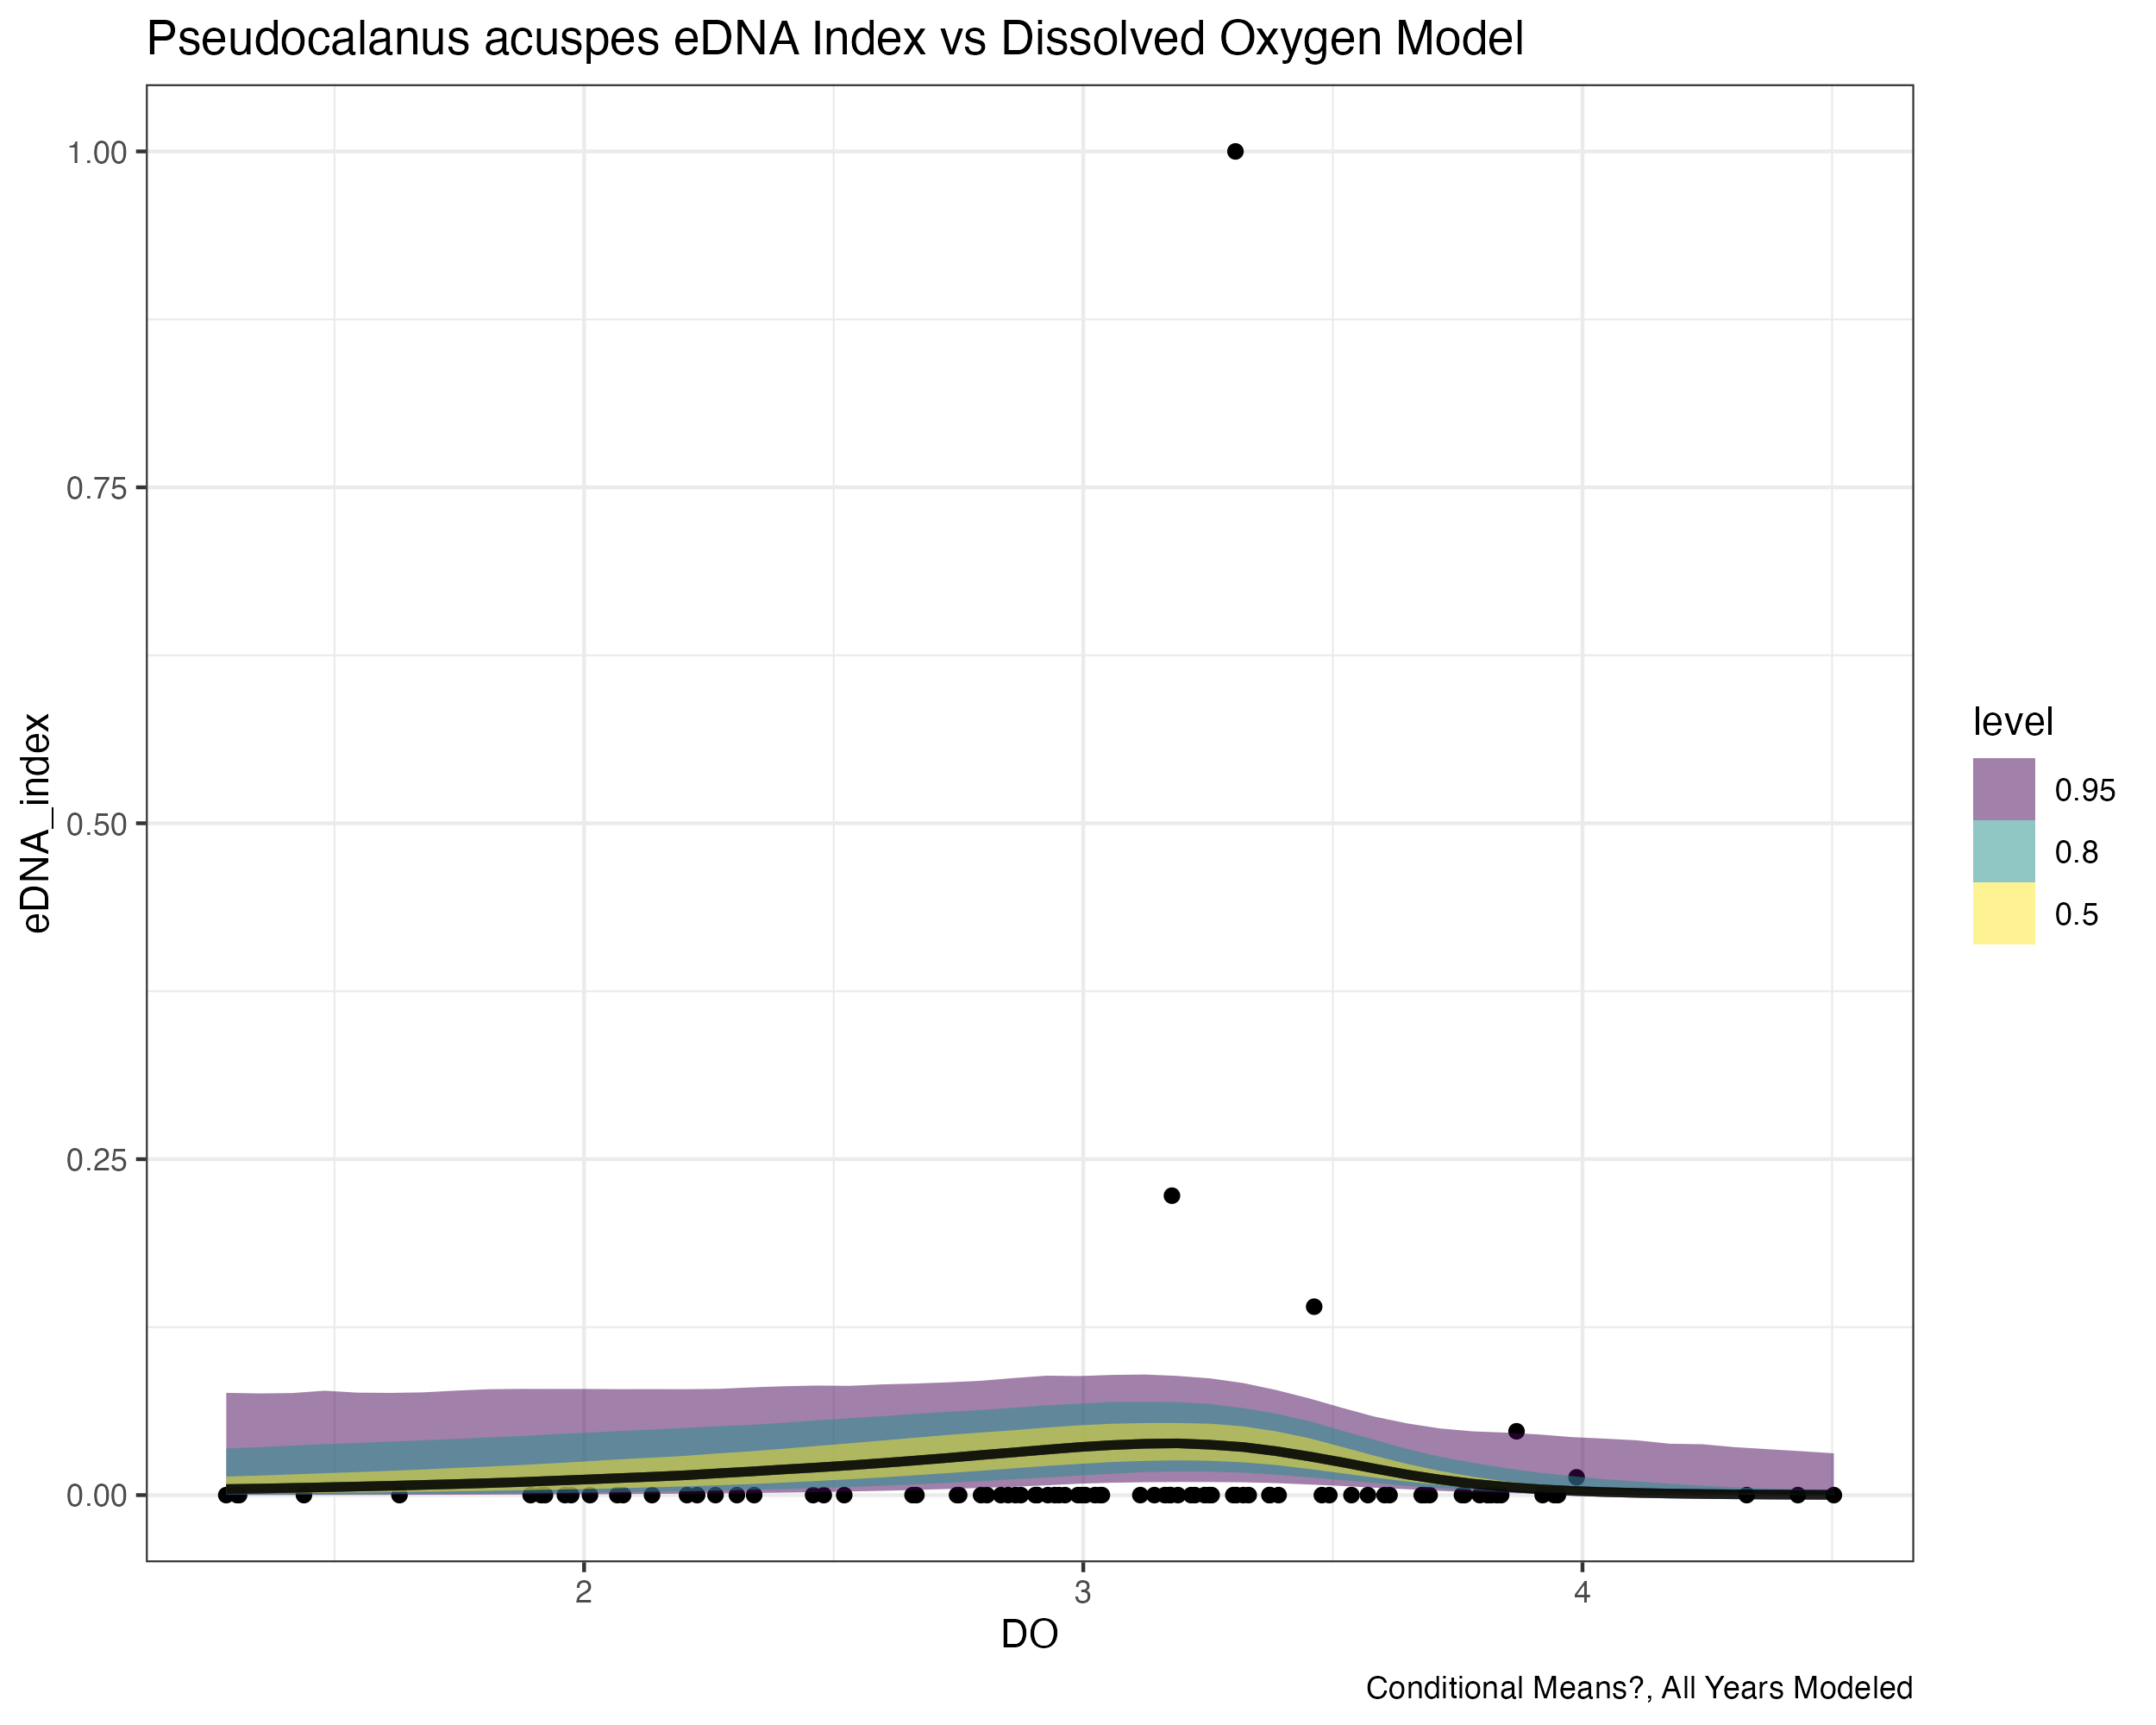 Pseudocalanus acuspes eDNA Index vs Dissolved Oxygen Model
1.00
0.75
0.50
0.25
0.00
eDNA_index
2 3 4
DO
level
0.95
0.8
0.5
Conditional Means?, All Years Modeled